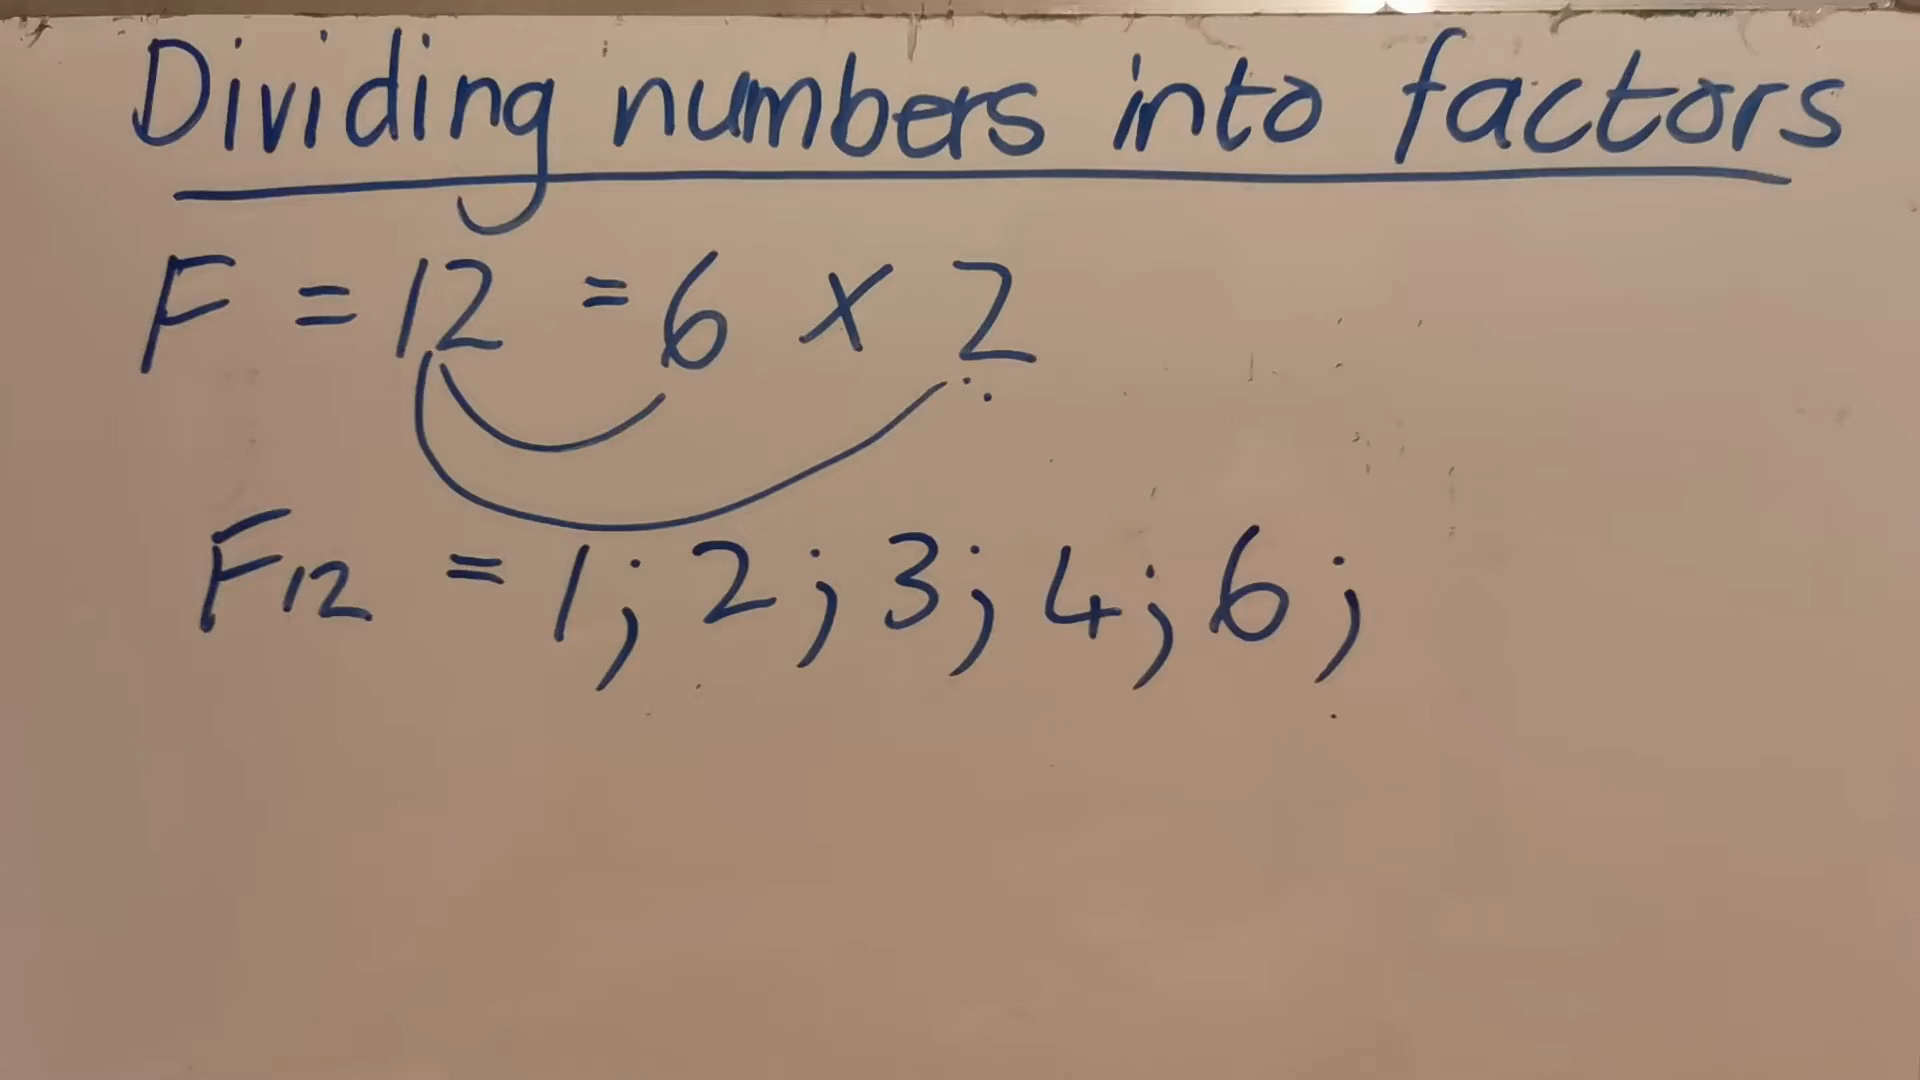 Dividing numbers into factors
F = 12 = 6 x 2
F12 = 1; 2; 3; 4; 6;